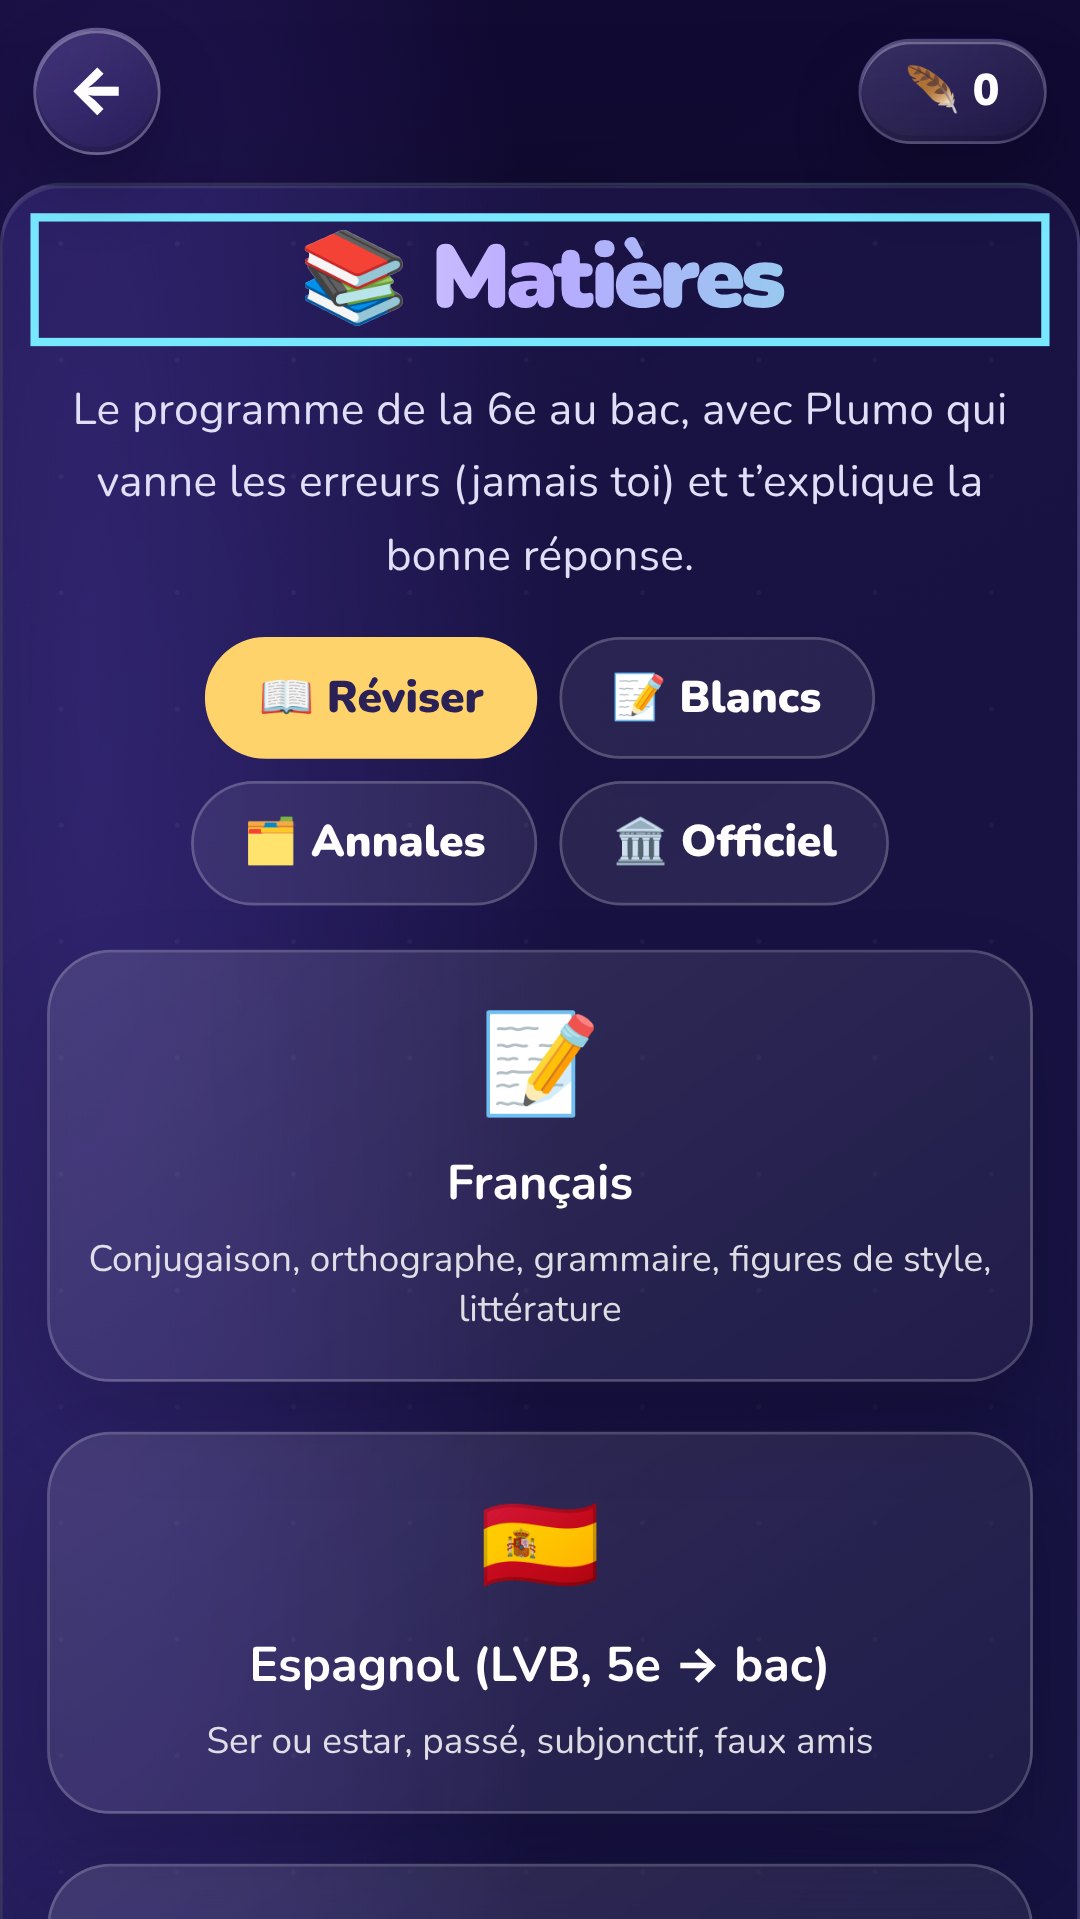 0
Matières
Le programme de la 6e au bac, avec Plumo qui
vanne les erreurs (jamais toi) et t’explique la
bonne réponse.
Réviser
Blancs
Annales
Officiel
Français
Conjugaison, orthographe, grammaire, figures de style,
littérature
Espagnol (LVB, 5e → bac)
Ser ou estar, passé, subjonctif, faux amis